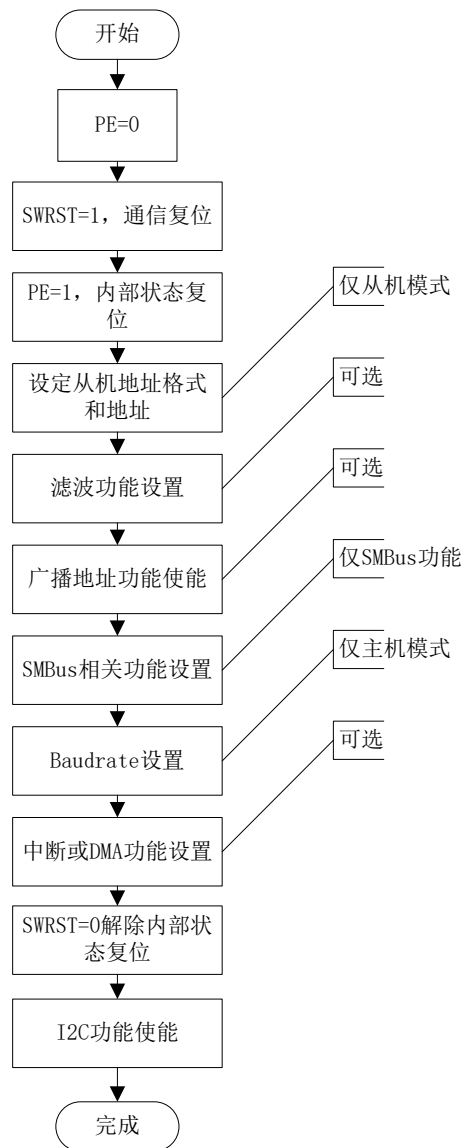 开始
PE=0
SWRST=1，通信复位
PE=1，内部状态复
位
仅从机模式
设定从机地址格式
和地址
可选
滤波功能设置
可选
广播地址功能使能
仅SMBus功能
SMBus相关功能设置
仅主机模式
Baudrate设置
可选
中断或DMA功能设置
SWRST=0解除内部状
态复位
I2C功能使能
完成